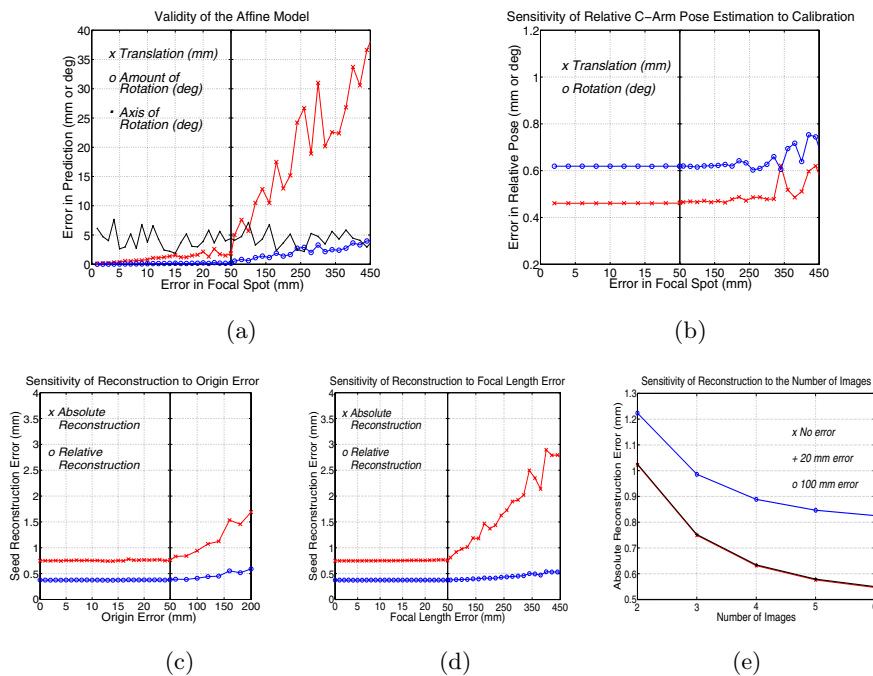 Validity of the Affine Model
Error in Prediction (mm or deg)
40
35
30
25
20
15
10
5
0
x Translation (mm)
o Amount of
Rotation (deg)
· Axis of
Rotation (deg)
0 5 10 15 20 50 150 250 350 450
Error in Focal Spot (mm)
(a)
Sensitivity of Relative C-Arm Pose Estimation to Calibration
Error in Relative Pose (mm or deg)
1.2
1
0.8
0.6
0.4
0.2
x Translation (mm)
o Rotation (deg)
0 5 10 15 20 50 150 250 350 450
Error in Focal Spot (mm)
(b)
Sensitivity of Reconstruction to Origin Error
Seed Reconstruction Error (mm)
4
3.5
3
2.5
2
1.5
1
0.5
0
x Absolute
Reconstruction
o Relative
Reconstruction
0 5 10 15 20 50 100 150 200
Origin Error (mm)
(c)
Sensitivity of Reconstruction to Focal Length Error
Seed Reconstruction Error (mm)
4
3.5
3
2.5
2
1.5
1
0.5
0
x Absolute
Reconstruction
o Relative
Reconstruction
0 5 10 15 20 50 150 250 350 450
Focal Length Error (mm)
(d)
Sensitivity of Reconstruction to the Number of Images
Absolute Reconstruction Error (mm)
1.3
1.2
1.1
1
0.9
0.8
0.7
0.6
0.5
x No error
+ 20 mm error
o 100 mm error
2 3 4 5
Number of Images
(e)